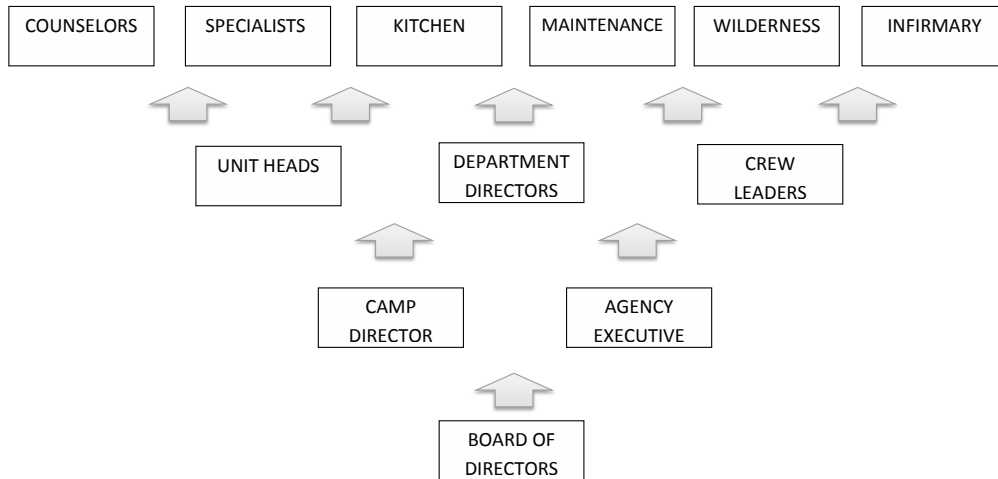 COUNSELORS
SPECIALISTS
KITCHEN
MAINTENANCE
WILDERNESS
INFIRMARY
UNIT HEADS
DEPARTMENT
DIRECTORS
CREW
LEADERS
CAMP
DIRECTOR
AGENCY
EXECUTIVE
BOARD OF
DIRECTORS